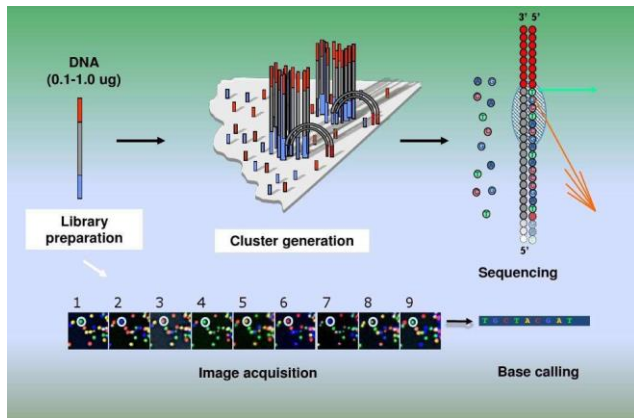 3' 5'
DNA
(0.1-1.0 ug)
Library
preparation
Cluster generation
5'
Sequencing
1 2 3 4 5 6 7 8 9
T G C T A C G A T
Image acquisition
Base calling